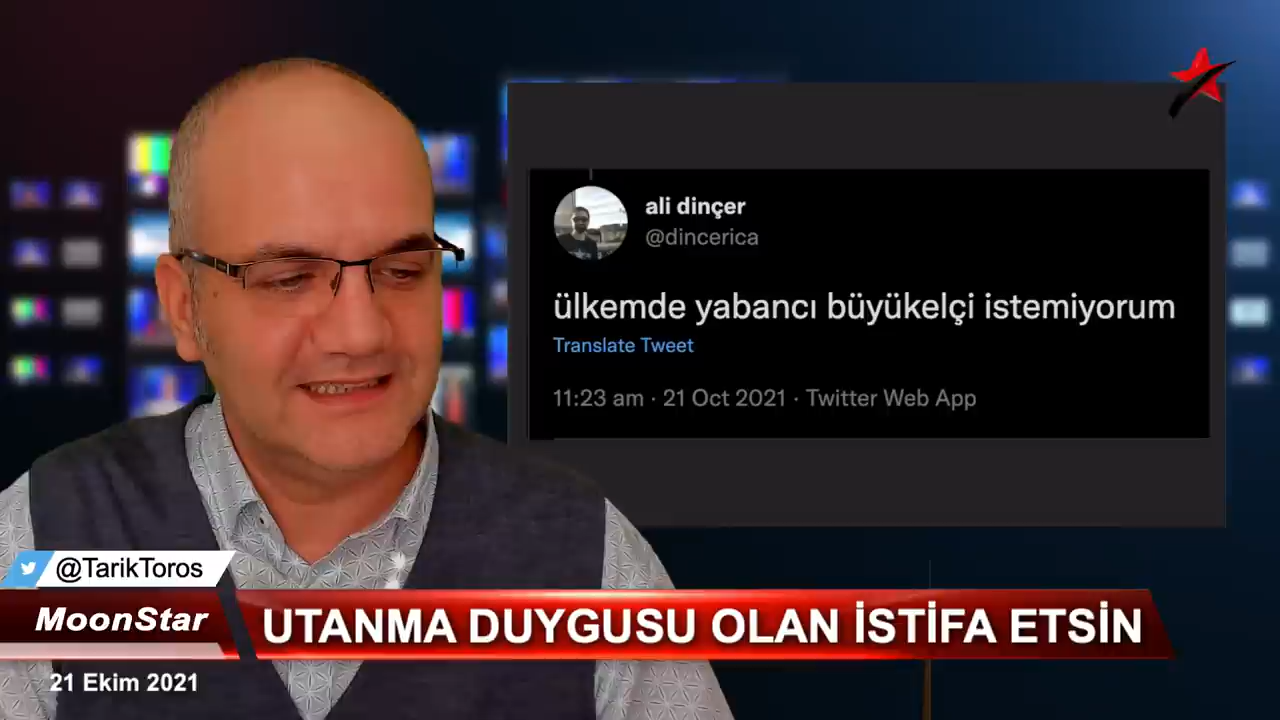 ali dinçer
@dincerica
ülkemde yabancı büyükelçi istemiyorum
Translate Tweet
11:23 am · 21 Oct 2021 · Twitter Web App
@TarikToros
MoonStar
UTANMA DUYGUSU OLAN İSTİFA ETSİN
21 Ekim 2021